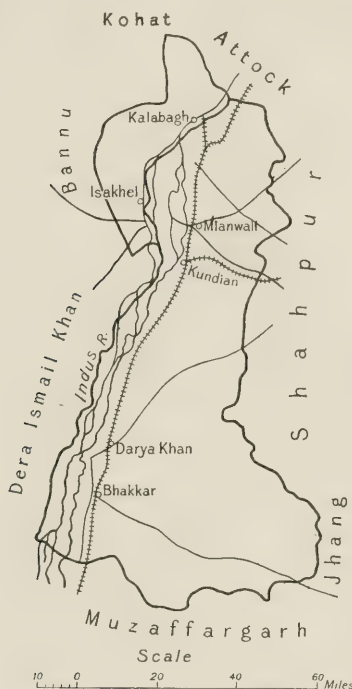 Kohat
Attock
Kalabagh
Bannu
Isakhel
Mianwali
Kundian
Shahpur
Dera Ismail Khan
Indus R.
Darya Khan
Bhakkar
Jhang
Muzaffargarh
Scale
10 0 20 40 60 Miles